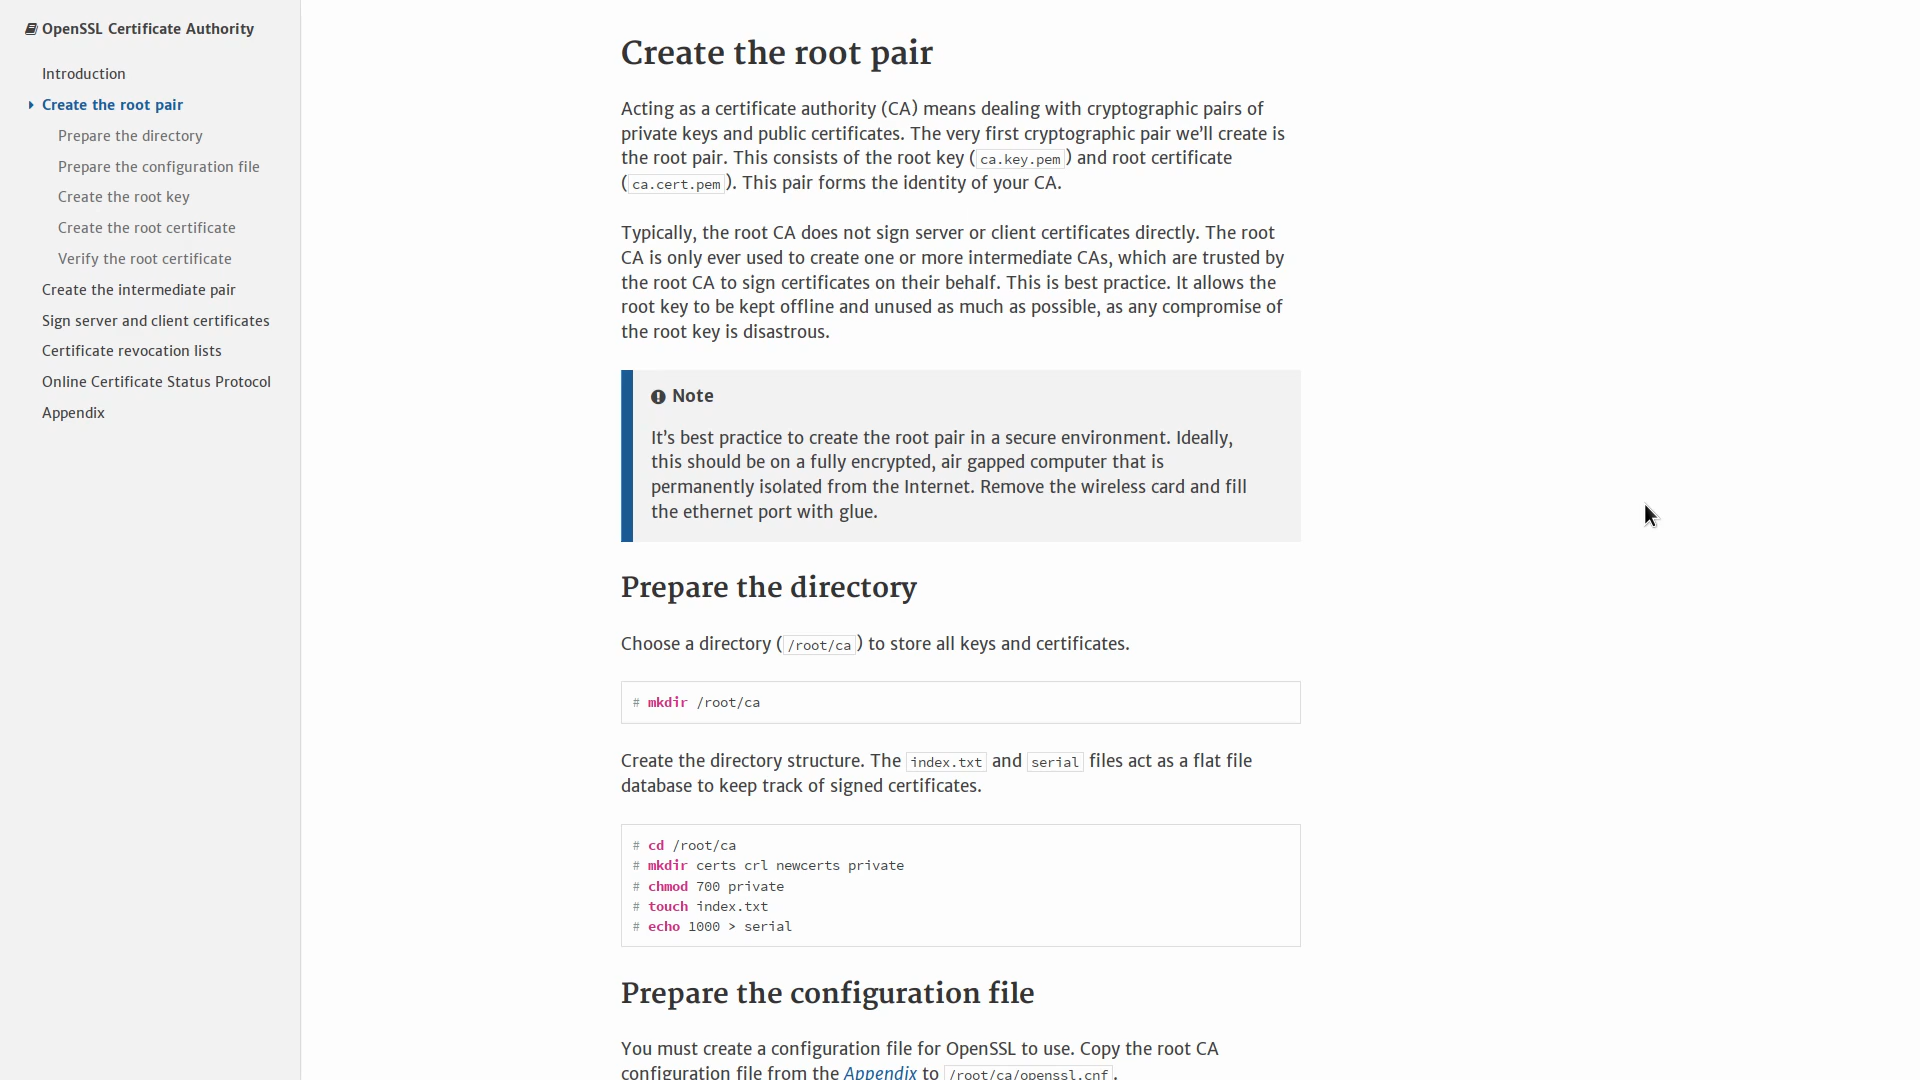 OpenSSL Certificate Authority
Introduction
Create the root pair
Prepare the directory
Prepare the configuration file
Create the root key
Create the root certificate
Verify the root certificate
Create the intermediate pair
Sign server and client certificates
Certificate revocation lists
Online Certificate Status Protocol
Appendix
Create the root pair
Acting as a certificate authority (CA) means dealing with cryptographic pairs of
private keys and public certificates. The very first cryptographic pair we’ll create is
the root pair. This consists of the root key (ca.key.pem) and root certificate
(ca.cert.pem). This pair forms the identity of your CA.
Typically, the root CA does not sign server or client certificates directly. The root
CA is only ever used to create one or more intermediate CAs, which are trusted by
the root CA to sign certificates on their behalf. This is best practice. It allows the
root key to be kept offline and unused as much as possible, as any compromise of
the root key is disastrous.
Note
It’s best practice to create the root pair in a secure environment. Ideally,
this should be on a fully encrypted, air gapped computer that is
permanently isolated from the Internet. Remove the wireless card and fill
the ethernet port with glue.
Prepare the directory
Choose a directory (/root/ca) to store all keys and certificates.
# mkdir /root/ca
Create the directory structure. The index.txt and serial files act as a flat file
database to keep track of signed certificates.
# cd /root/ca
# mkdir certs crl newcerts private
# chmod 700 private
# touch index.txt
# echo 1000 > serial
Prepare the configuration file
You must create a configuration file for OpenSSL to use. Copy the root CA
configuration file from the Appendix to /root/ca/openssl.cnf.